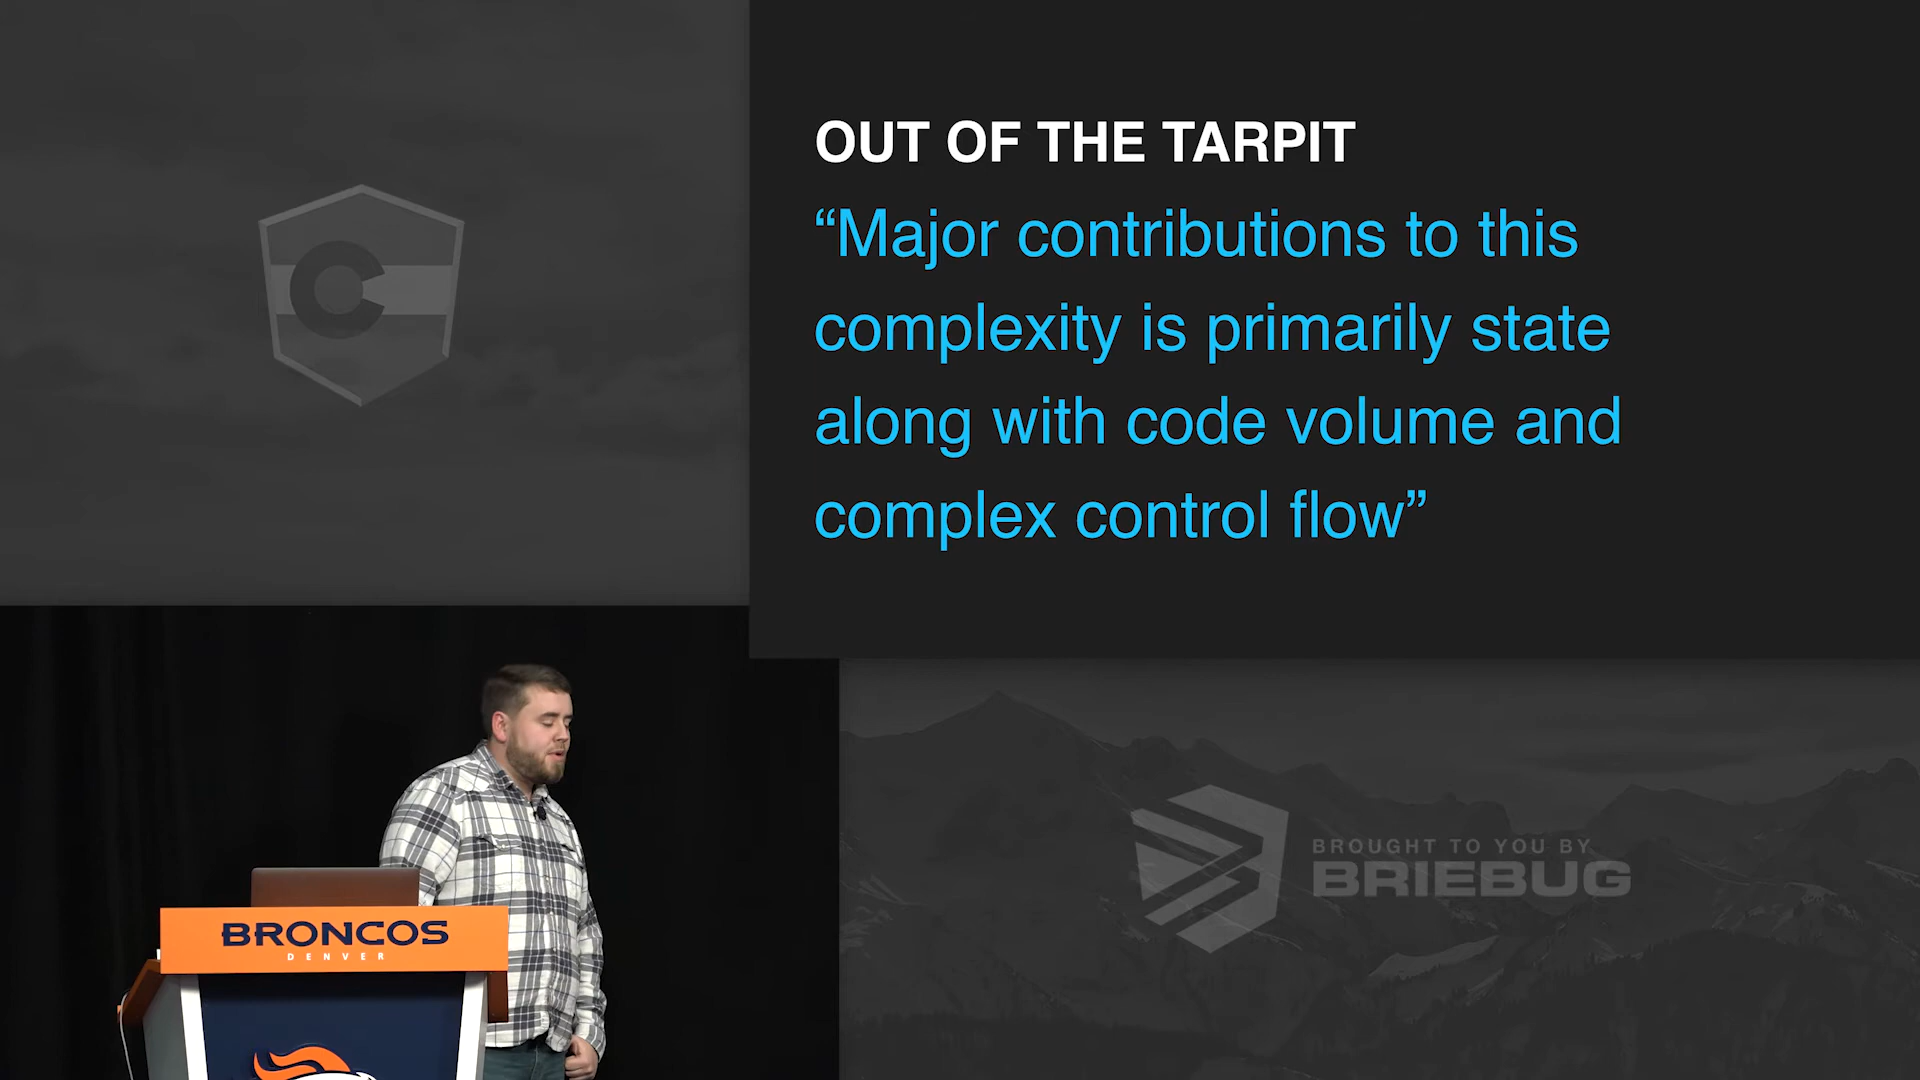 OUT OF THE TARPIT
“Major contributions to this
complexity is primarily state
along with code volume and
complex control flow”
BROUGHT TO YOU BY
BRIEBUG
BRONCOS
DENVER
C